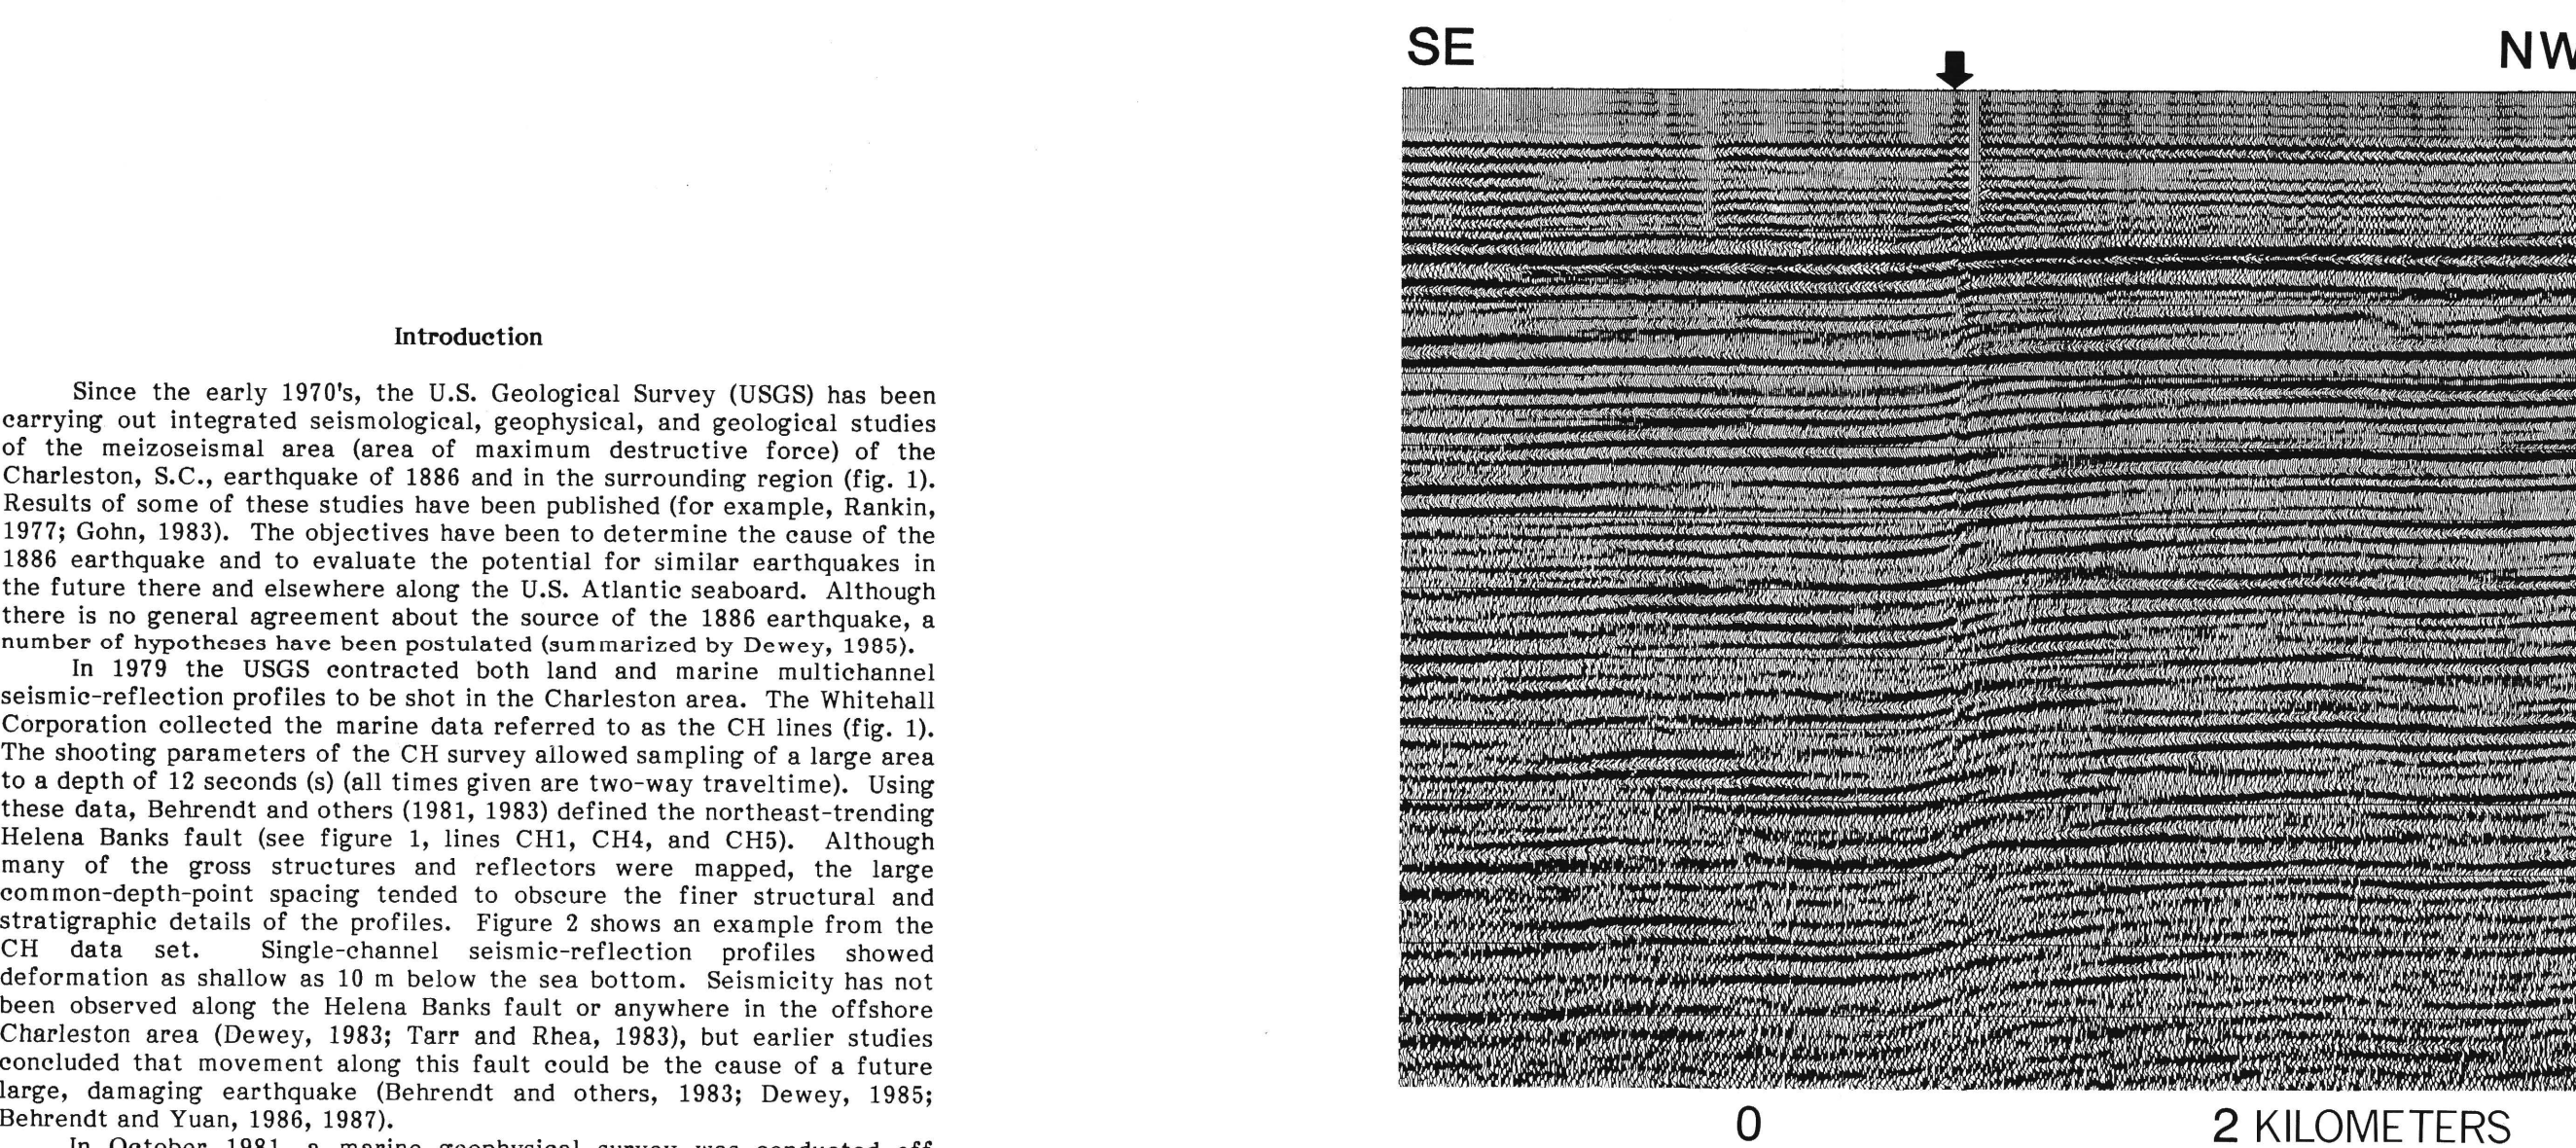 Introduction
Since the early 1970's, the U.S. Geological Survey (USGS) has been
carrying out integrated seismological, geophysical, and geological studies
of the meizoseismal area (area of maximum destructive force) of the
Charleston, S.C., earthquake of 1886 and in the surrounding region (fig. 1).
Results of some of these studies have been published (for example, Rankin,
1977; Gohn, 1983). The objectives have been to determine the cause of the
1886 earthquake and to evaluate the potential for similar earthquakes in
the future there and elsewhere along the U.S. Atlantic seaboard. Although
there is no general agreement about the source of the 1886 earthquake, a
number of hypotheses have been postulated (summarized by Dewey, 1985).
In 1979 the USGS contracted both land and marine multichannel
seismic-reflection profiles to be shot in the Charleston area. The Whitehall
Corporation collected the marine data referred to as the CH lines (fig. 1).
The shooting parameters of the CH survey allowed sampling of a large area
to a depth of 12 seconds (s) (all times given are two-way traveltime). Using
these data, Behrendt and others (1981, 1983) defined the northeast-trending
Helena Banks fault (see figure 1, lines CH1, CH4, and CH5). Although
many of the gross structures and reflectors were mapped, the large
common-depth-point spacing tended to obscure the finer structural and
stratigraphic details of the profiles. Figure 2 shows an example from the
CH data set. Single-channel seismic-reflection profiles showed
deformation as shallow as 10 m below the sea bottom. Seismicity has not
been observed along the Helena Banks fault or anywhere in the offshore
Charleston area (Dewey, 1983; Tarr and Rhea, 1983), but earlier studies
concluded that movement along this fault could be the cause of a future
large, damaging earthquake (Behrendt and others, 1983; Dewey, 1985;
Behrendt and Yuan, 1986, 1987).
In October 1981, a marine geophysical survey was conducted off
SE
NW
0
2 KILOMETERS